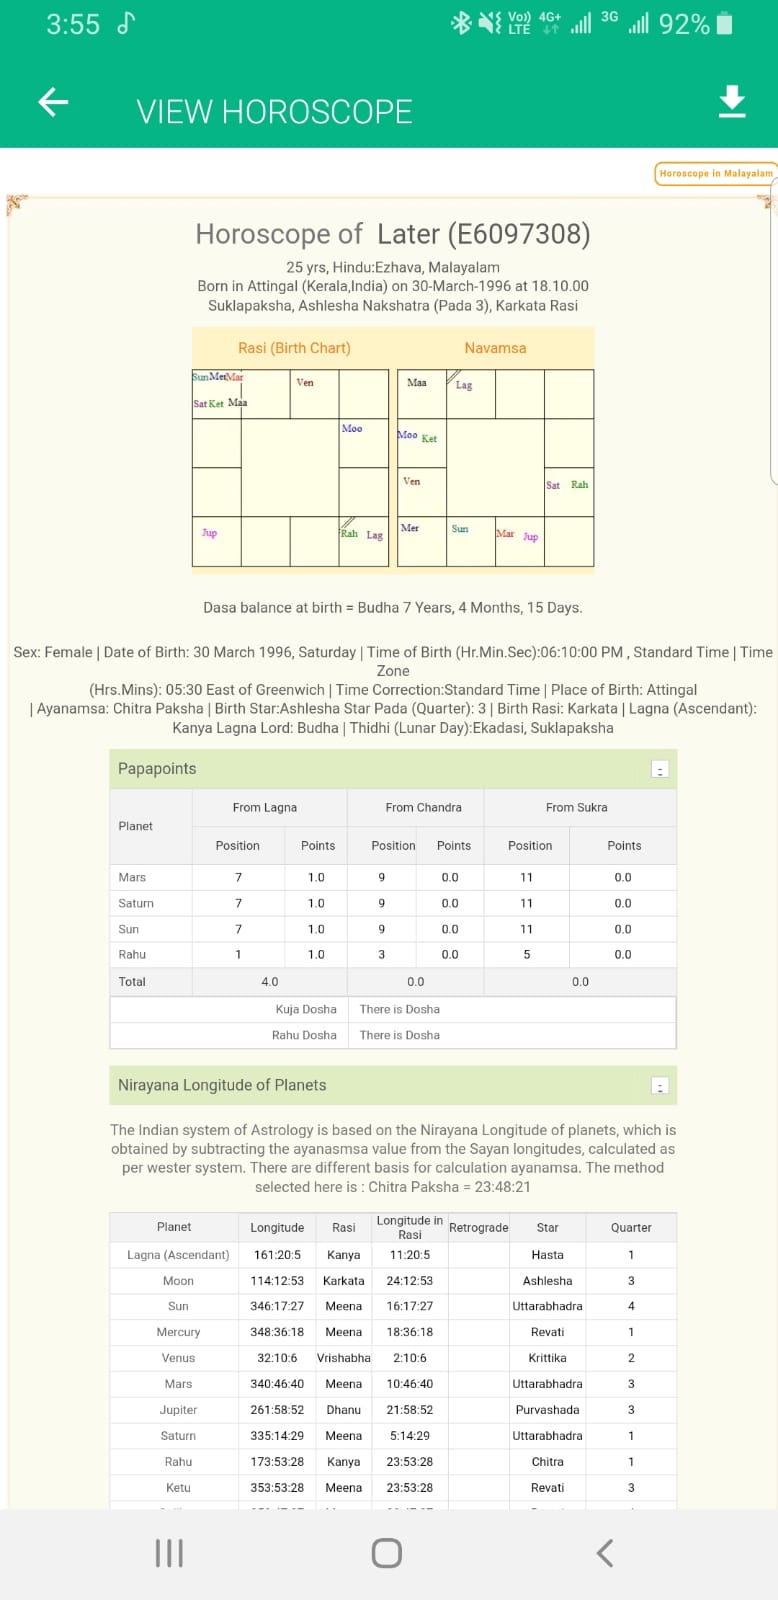 3:55
Vo)) LTE 4G+ 3G 92%
VIEW HOROSCOPE
Horoscope in Malayalam
Horoscope of Later (E6097308)
25 yrs, Hindu:Ezhava, Malayalam
Born in Attingal (Kerala,India) on 30-March-1996 at 18.10.00
Suklapaksha, Ashlesha Nakshatra (Pada 3), Karkata Rasi
Rasi (Birth Chart) Navamsa
Sun Mer Mar Ven Maa Lag
Sat Ket Maa
Moo Moo Ket
Ven Sat Rah
Jup Rah Lag Mer Sun Mar Jup
Dasa balance at birth = Budha 7 Years, 4 Months, 15 Days.
Sex: Female | Date of Birth: 30 March 1996, Saturday | Time of Birth (Hr.Min.Sec):06:10:00 PM , Standard Time | Time
Zone
(Hrs.Mins): 05:30 East of Greenwich | Time Correction:Standard Time | Place of Birth: Attingal
| Ayanamsa: Chitra Paksha | Birth Star:Ashlesha Star Pada (Quarter): 3 | Birth Rasi: Karkata | Lagna (Ascendant):
Kanya Lagna Lord: Budha | Thidhi (Lunar Day):Ekadasi, Suklapaksha
Papapoints
Planet From Lagna From Chandra From Sukra
Position Points Position Points Position Points
Mars 7 1.0 9 0.0 11 0.0
Saturn 7 1.0 9 0.0 11 0.0
Sun 7 1.0 9 0.0 11 0.0
Rahu 1 1.0 3 0.0 5 0.0
Total 4.0 0.0 0.0
Kuja Dosha There is Dosha
Rahu Dosha There is Dosha
Nirayana Longitude of Planets
The Indian system of Astrology is based on the Nirayana Longitude of planets, which is
obtained by subtracting the ayanasmsa value from the Sayan longitudes, calculated as
per wester system. There are different basis for calculation ayanamsa. The method
selected here is : Chitra Paksha = 23:48:21
Planet Longitude Rasi Longitude in Rasi Retrograde Star Quarter
Lagna (Ascendant) 161:20:5 Kanya 11:20:5 Hasta 1
Moon 114:12:53 Karkata 24:12:53 Ashlesha 3
Sun 346:17:27 Meena 16:17:27 Uttarabhadra 4
Mercury 348:36:18 Meena 18:36:18 Revati 1
Venus 32:10:6 Vrishabha 2:10:6 Krittika 2
Mars 340:46:40 Meena 10:46:40 Uttarabhadra 3
Jupiter 261:58:52 Dhanu 21:58:52 Purvashada 3
Saturn 335:14:29 Meena 5:14:29 Uttarabhadra 1
Rahu 173:53:28 Kanya 23:53:28 Chitra 1
Ketu 353:53:28 Meena 23:53:28 Revati 3